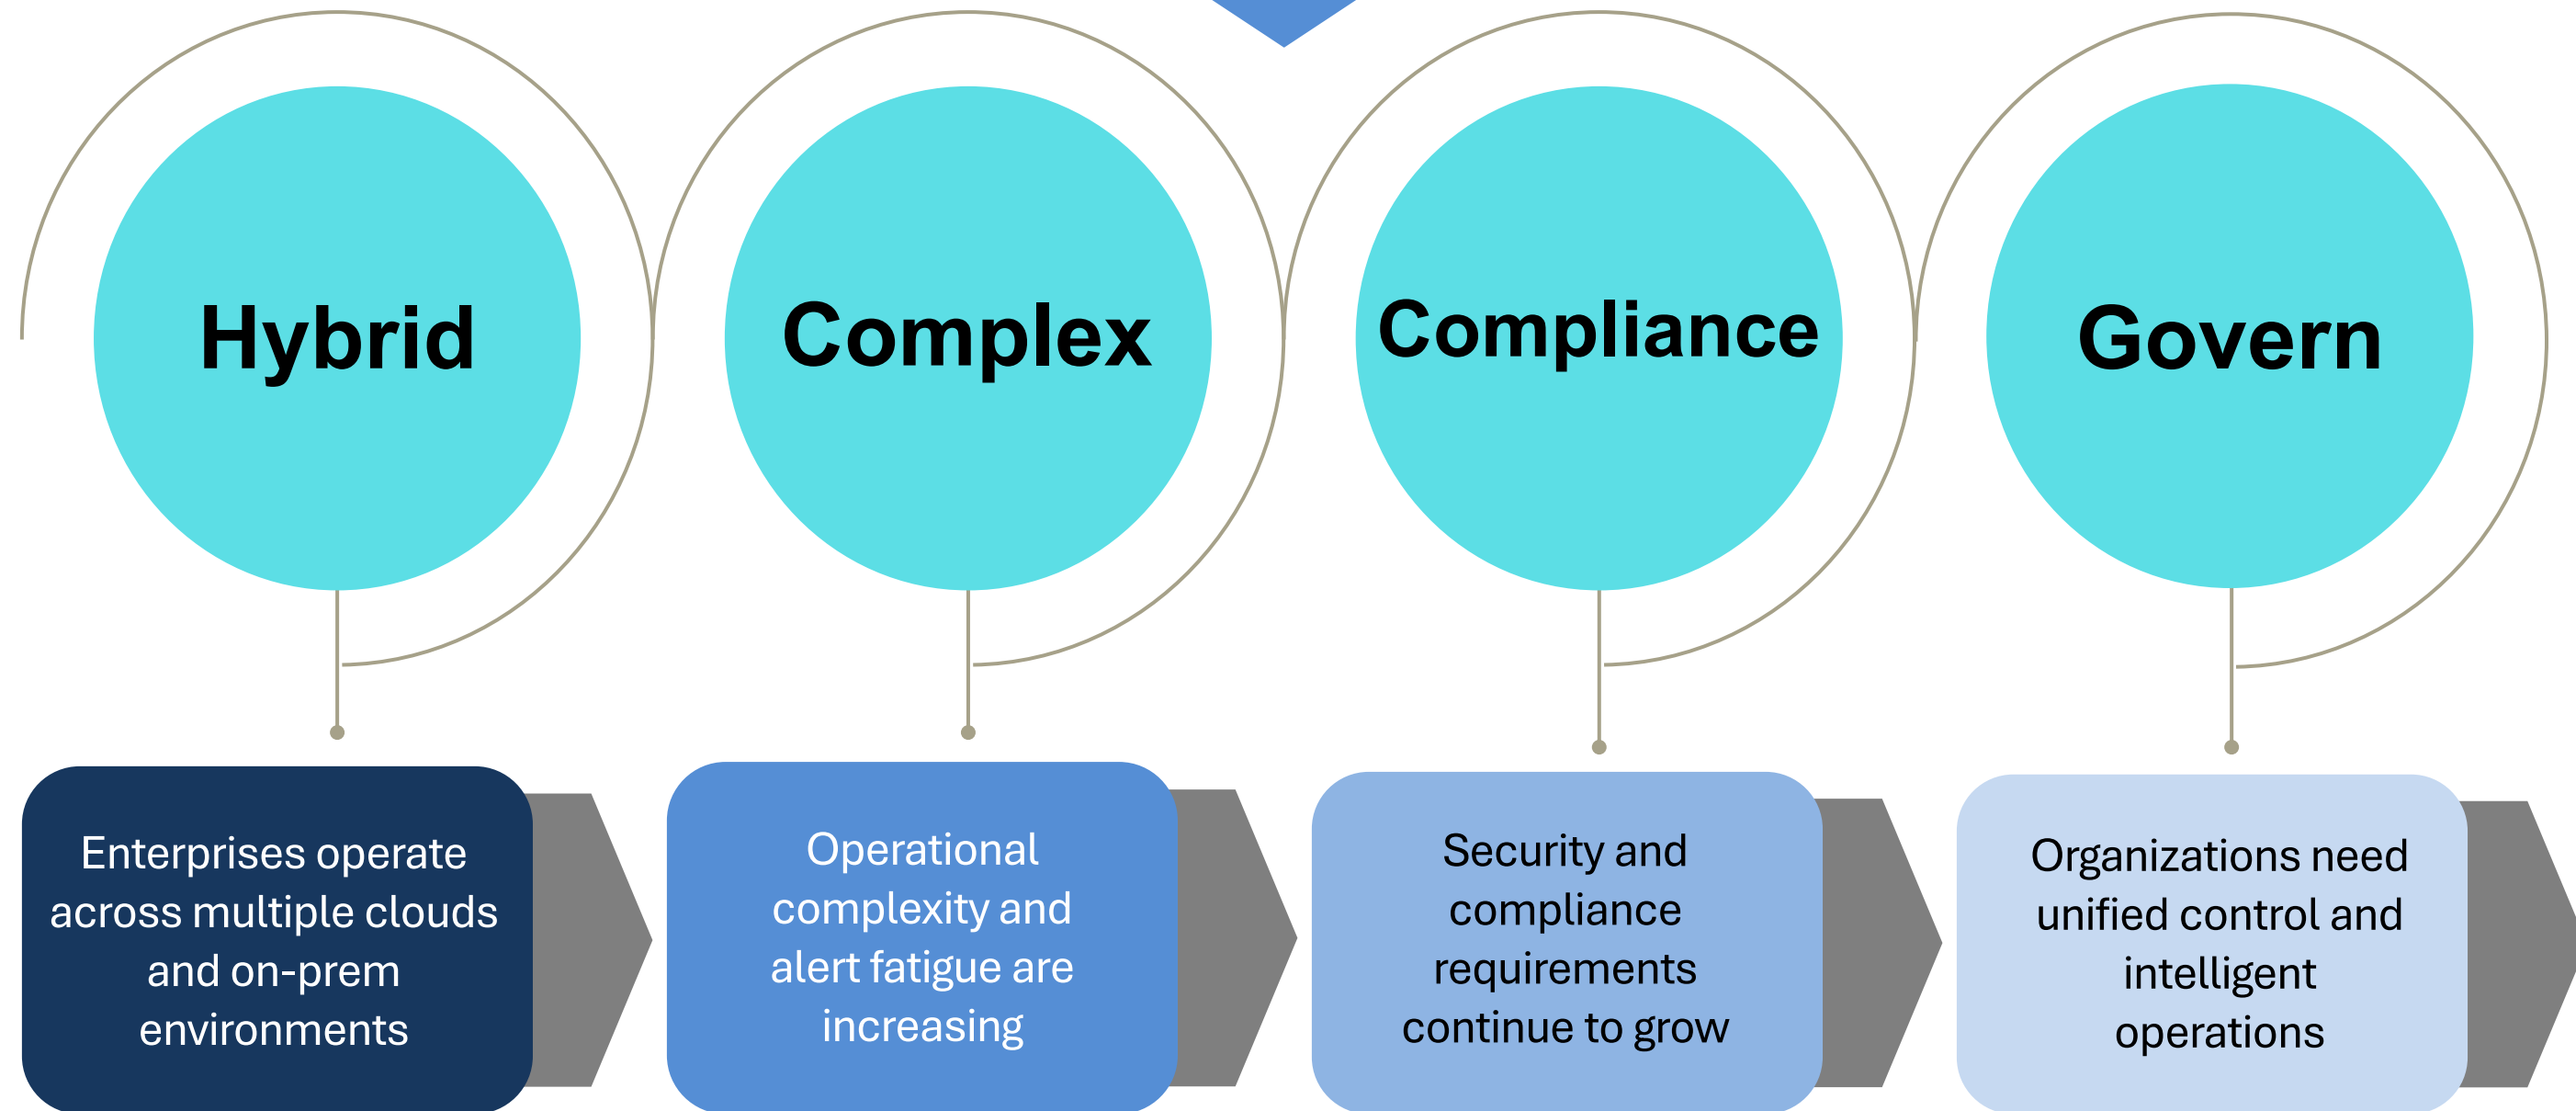 Hybrid
Complex
Compliance
Govern
Enterprises operate
across multiple clouds
and on-prem
environments
Operational
complexity and
alert fatigue are
increasing
Security and
compliance
requirements
continue to grow
Organizations need
unified control and
intelligent
operations